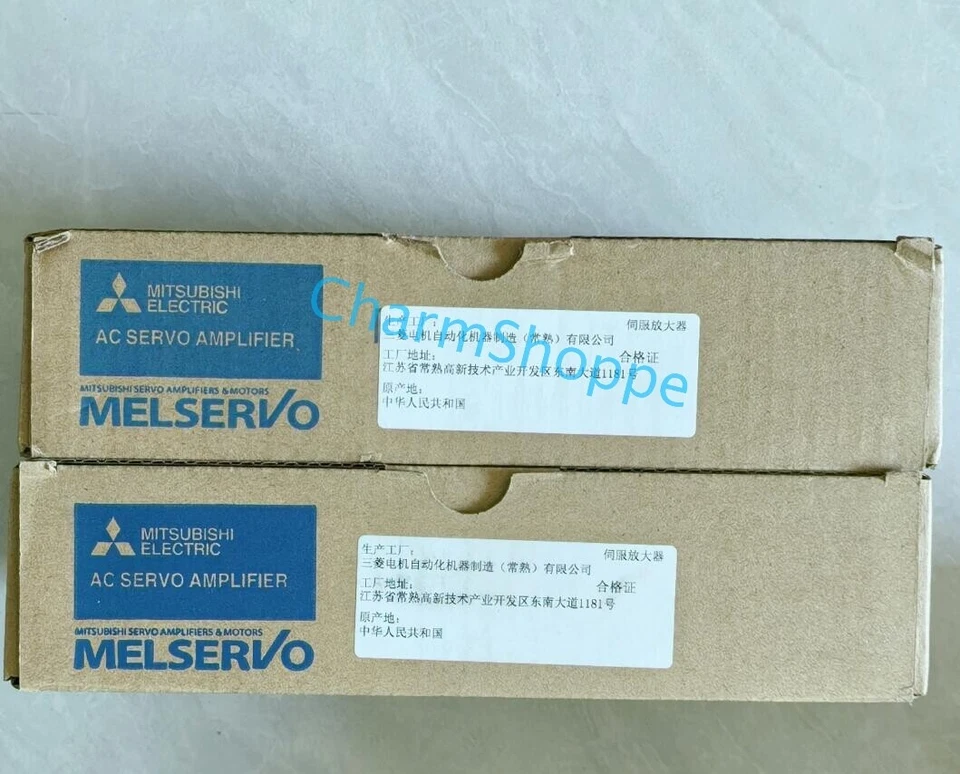 MITSUBISHI
ELECTRIC
AC SERVO AMPLIFIER
MITSUBISHI SERVO AMPLIFIERS & MOTORS
MELSERVO
CharmShoppe
生产工厂: 伺服放大器
三菱电机自动化机器制造(常熟)有限公司
工厂地址: 合格证
江苏省常熟高新技术产业开发区东南大道1181号
原产地:
中华人民共和国
MITSUBISHI
ELECTRIC
AC SERVO AMPLIFIER
MITSUBISHI SERVO AMPLIFIERS & MOTORS
MELSERVO
生产工厂: 伺服放大器
三菱电机自动化机器制造(常熟)有限公司
工厂地址: 合格证
江苏省常熟高新技术产业开发区东南大道1181号
原产地:
中华人民共和国